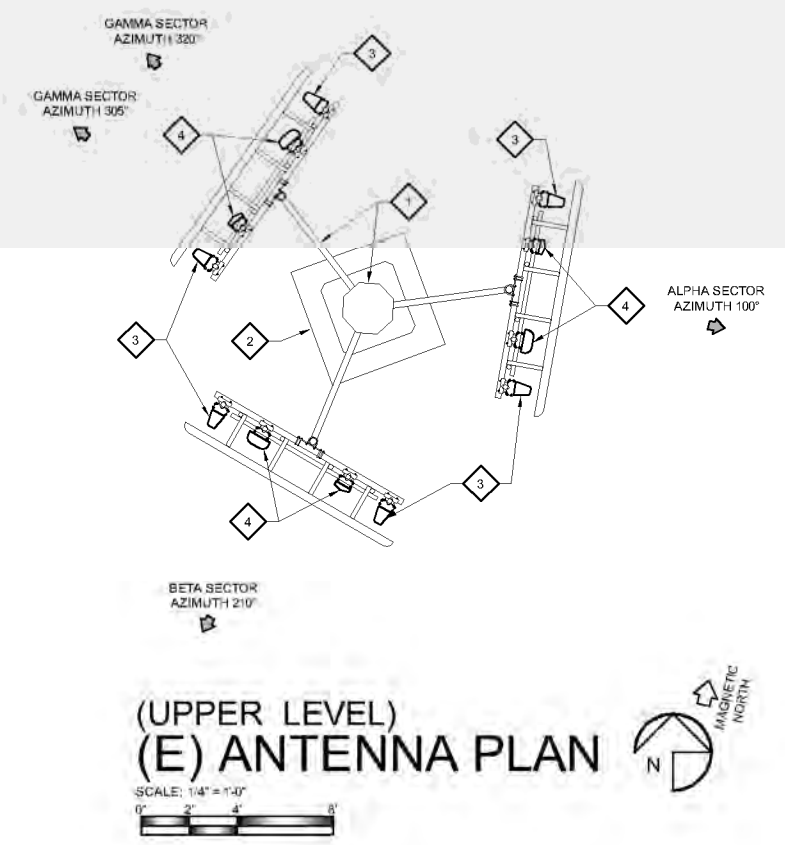 GAMMA SECTOR
AZIMUTH 320°
GAMMA SECTOR
AZIMUTH 305°
3
4
3
1
ALPHA SECTOR
AZIMUTH 100°
4
3
2
3
4
BETA SECTOR
AZIMUTH 210°
MAGNETIC
NORTH
(UPPER LEVEL)
(E) ANTENNA PLAN
N
SCALE: 1/4" = 1'-0"
0" 2' 4' 8'